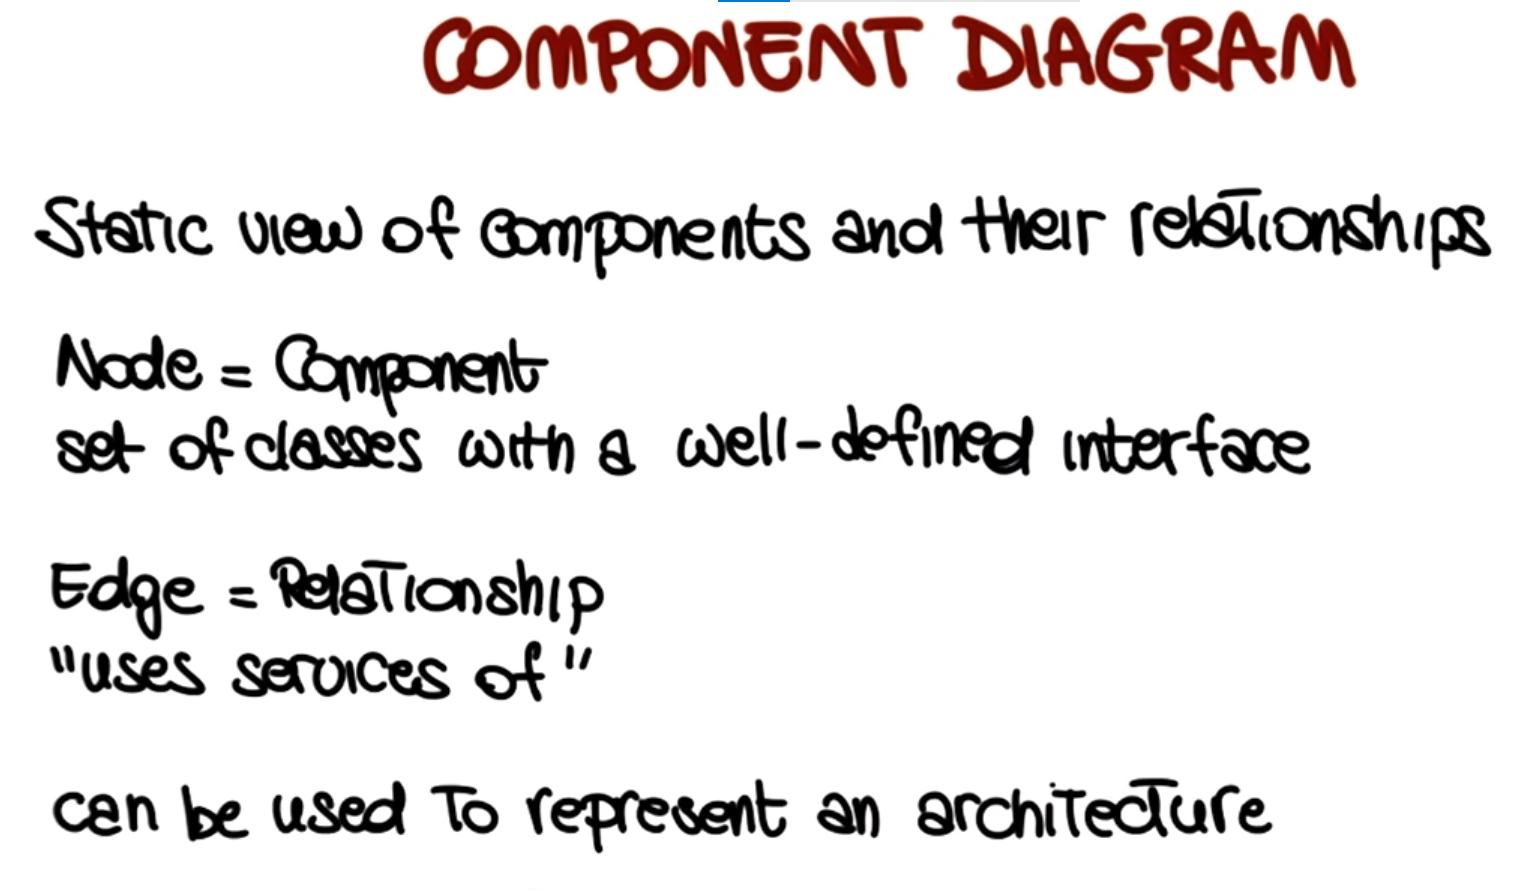 COMPONENT DIAGRAM
Static view of components and their relationships
Node = Component
set of classes with a well-defined interface
Edge = Relationship
"uses services of"
can be used to represent an architecture